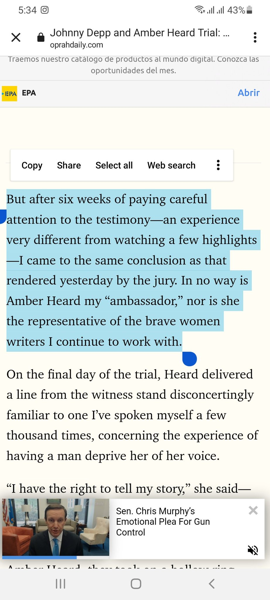 5:34 43%
Johnny Depp and Amber Heard Trial: ...
oprahdaily.com
Traemos nuestro catálogo de productos al mundo digital. Conozca las
oportunidades del mes.
EPA EPA Abrir
Copy Share Select all Web search
But after six weeks of paying careful
attention to the testimony—an experience
very different from watching a few highlights
—I came to the same conclusion as that
rendered yesterday by the jury. In no way is
Amber Heard my “ambassador,” nor is she
the representative of the brave women
writers I continue to work with.
On the final day of the trial, Heard delivered
a line from the witness stand disconcertingly
familiar to one I’ve spoken myself a few
thousand times, concerning the experience of
having a man deprive her of her voice.
“I have the right to tell my story,” she said—
Sen. Chris Murphy's
Emotional Plea For Gun
Control
Amber Heard, they took on a hollow ring